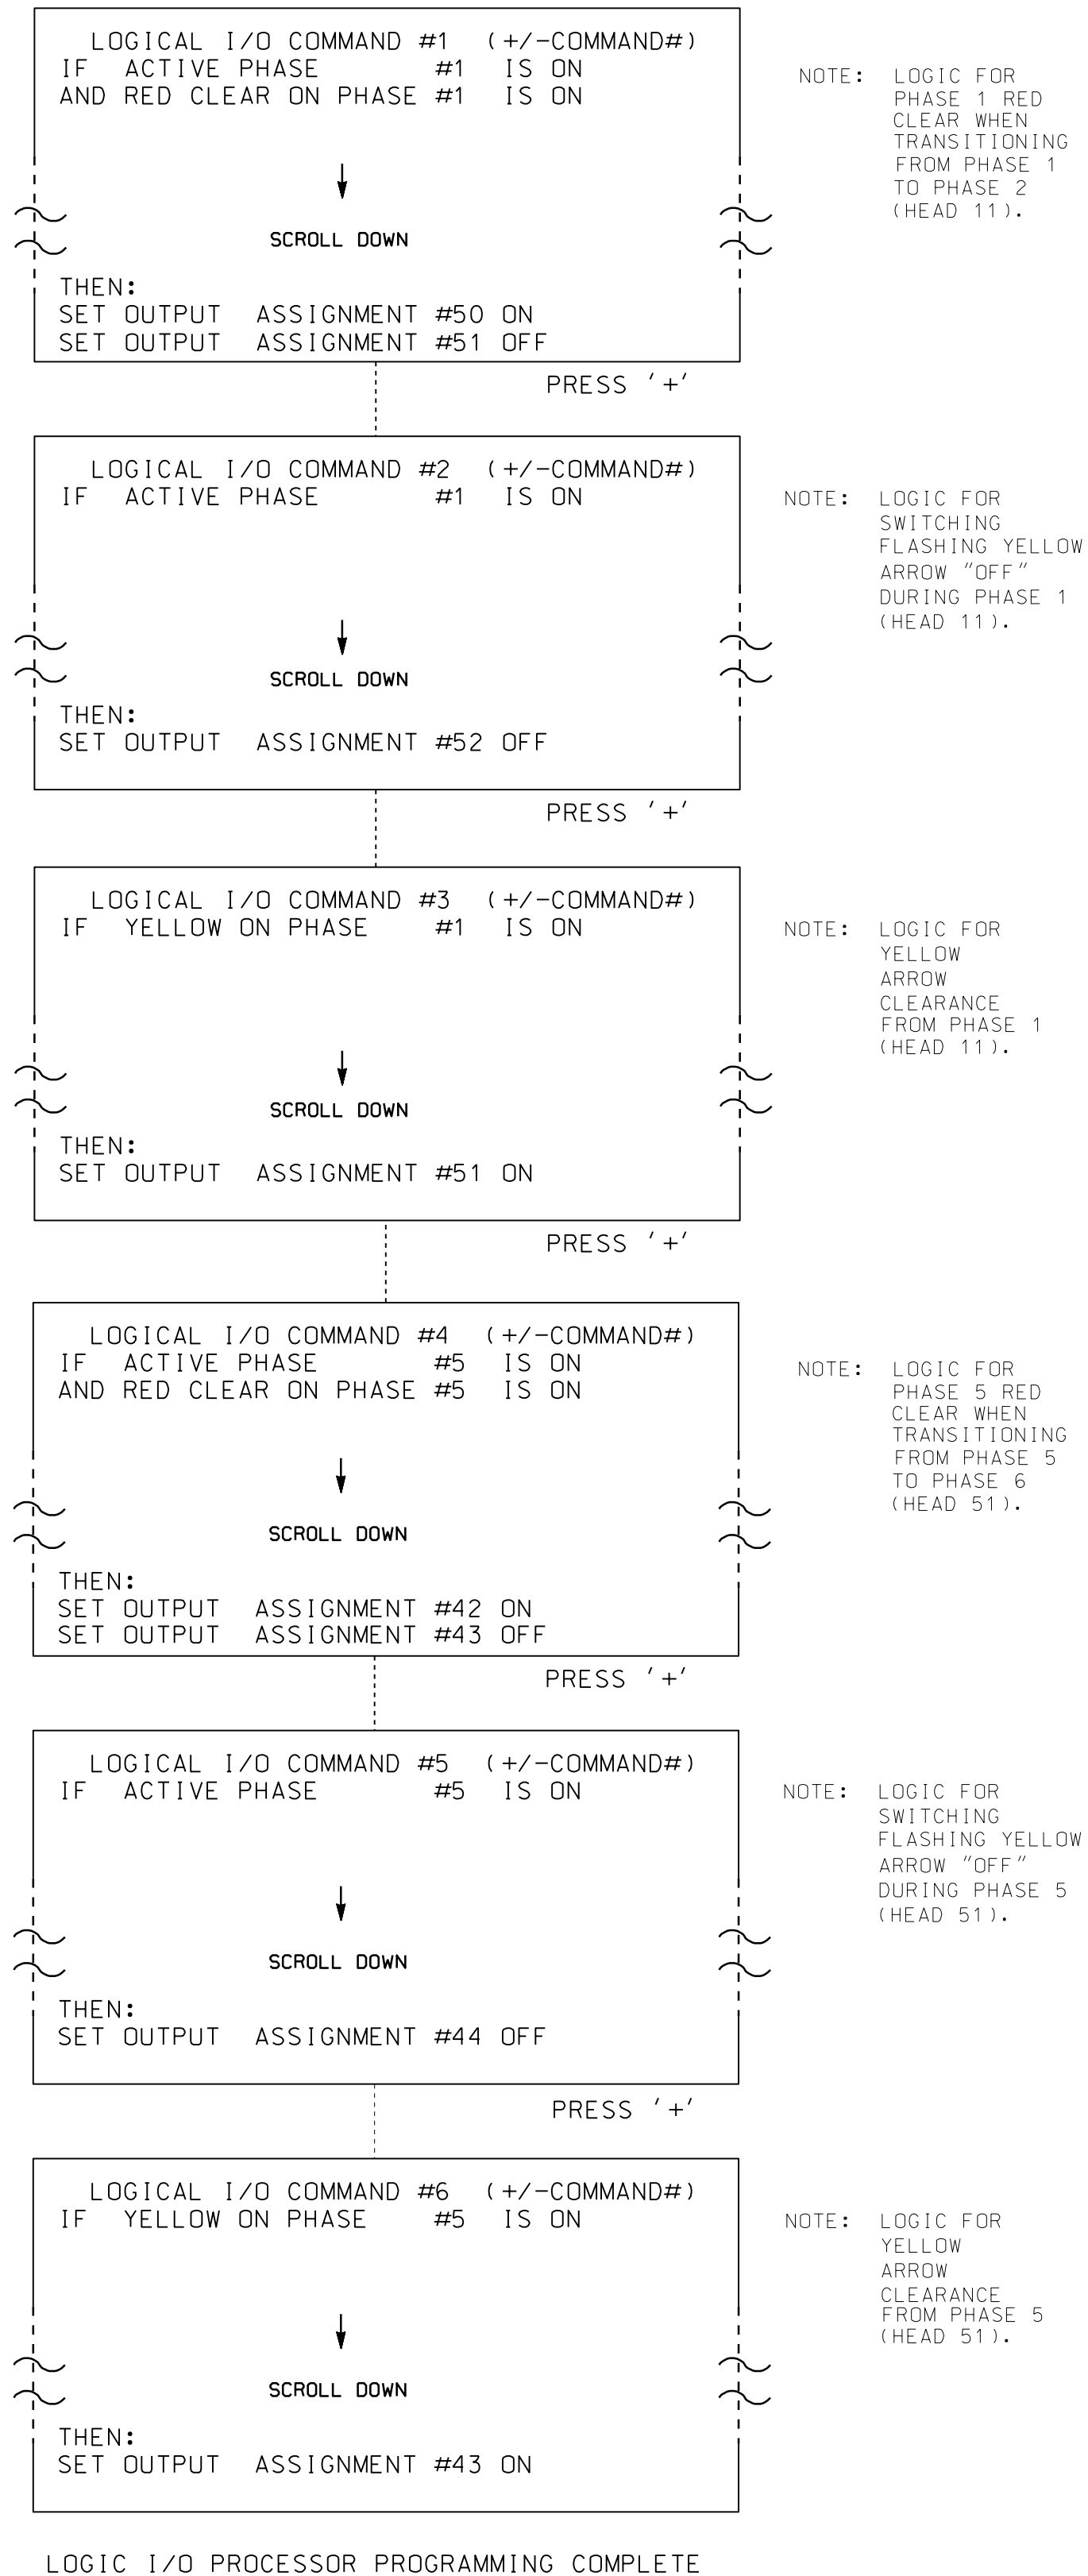 LOGICAL I/O COMMAND #1 (+/-COMMAND#)
IF ACTIVE PHASE #1 IS ON
AND RED CLEAR ON PHASE #1 IS ON
SCROLL DOWN
THEN:
SET OUTPUT ASSIGNMENT #50 ON
SET OUTPUT ASSIGNMENT #51 OFF
NOTE: LOGIC FOR
PHASE 1 RED
CLEAR WHEN
TRANSITIONING
FROM PHASE 1
TO PHASE 2
(HEAD 11).
PRESS '+'
LOGICAL I/O COMMAND #2 (+/-COMMAND#)
IF ACTIVE PHASE #1 IS ON
SCROLL DOWN
THEN:
SET OUTPUT ASSIGNMENT #52 OFF
NOTE: LOGIC FOR
SWITCHING
FLASHING YELLOW
ARROW "OFF"
DURING PHASE 1
(HEAD 11).
PRESS '+'
LOGICAL I/O COMMAND #3 (+/-COMMAND#)
IF YELLOW ON PHASE #1 IS ON
SCROLL DOWN
THEN:
SET OUTPUT ASSIGNMENT #51 ON
NOTE: LOGIC FOR
YELLOW
ARROW
CLEARANCE
FROM PHASE 1
(HEAD 11).
PRESS '+'
LOGICAL I/O COMMAND #4 (+/-COMMAND#)
IF ACTIVE PHASE #5 IS ON
AND RED CLEAR ON PHASE #5 IS ON
SCROLL DOWN
THEN:
SET OUTPUT ASSIGNMENT #42 ON
SET OUTPUT ASSIGNMENT #43 OFF
NOTE: LOGIC FOR
PHASE 5 RED
CLEAR WHEN
TRANSITIONING
FROM PHASE 5
TO PHASE 6
(HEAD 51).
PRESS '+'
LOGICAL I/O COMMAND #5 (+/-COMMAND#)
IF ACTIVE PHASE #5 IS ON
SCROLL DOWN
THEN:
SET OUTPUT ASSIGNMENT #44 OFF
NOTE: LOGIC FOR
SWITCHING
FLASHING YELLOW
ARROW "OFF"
DURING PHASE 5
(HEAD 51).
PRESS '+'
LOGICAL I/O COMMAND #6 (+/-COMMAND#)
IF YELLOW ON PHASE #5 IS ON
SCROLL DOWN
THEN:
SET OUTPUT ASSIGNMENT #43 ON
NOTE: LOGIC FOR
YELLOW
ARROW
CLEARANCE
FROM PHASE 5
(HEAD 51).
LOGIC I/O PROCESSOR PROGRAMMING COMPLETE